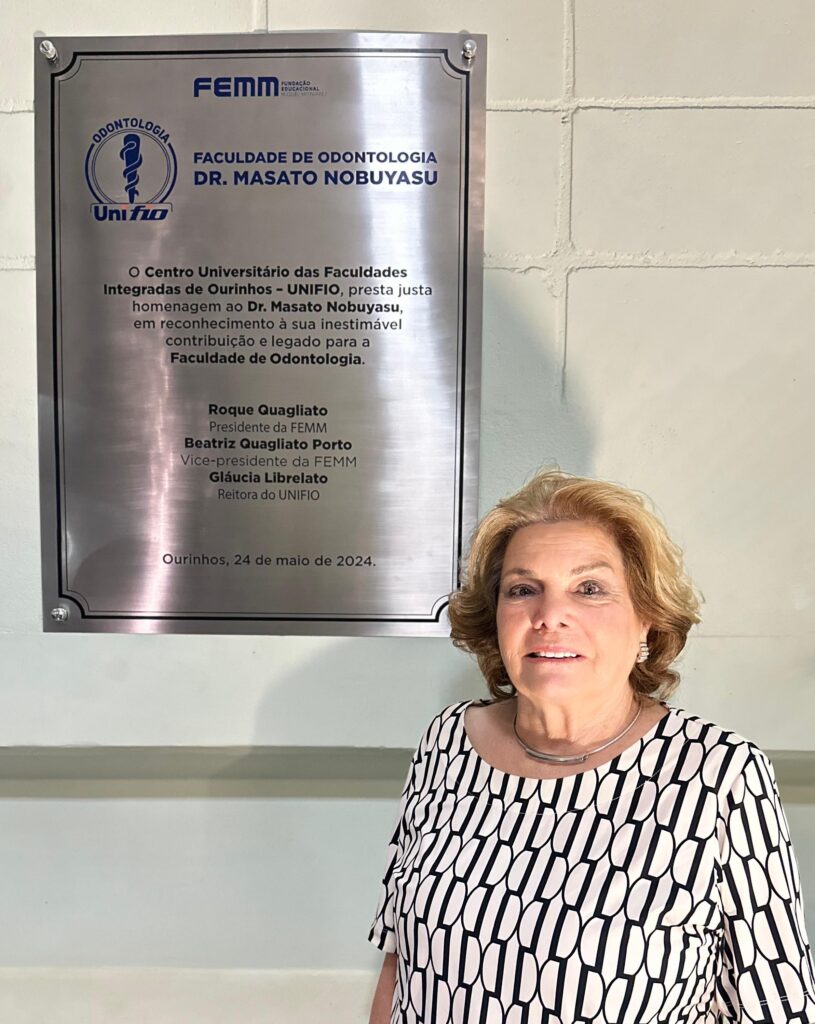 FEMM
FUNDAÇÃO
EDUCACIONAL
ODONTOLOGIA
Unifio
FACULDADE DE ODONTOLOGIA
DR. MASATO NOBUYASU
O Centro Universitário das Faculdades
Integradas de Ourinhos – UNIFIO, presta justa
homenagem ao Dr. Masato Nobuyasu,
em reconhecimento à sua inestimável
contribuição e legado para a
Faculdade de Odontologia.
Roque Quagliato
Presidente da FEMM
Beatriz Quagliato Porto
Vice-presidente da FEMM
Gláucia Librelato
Reitora do UNIFIO
Ourinhos, 24 de maio de 2024.